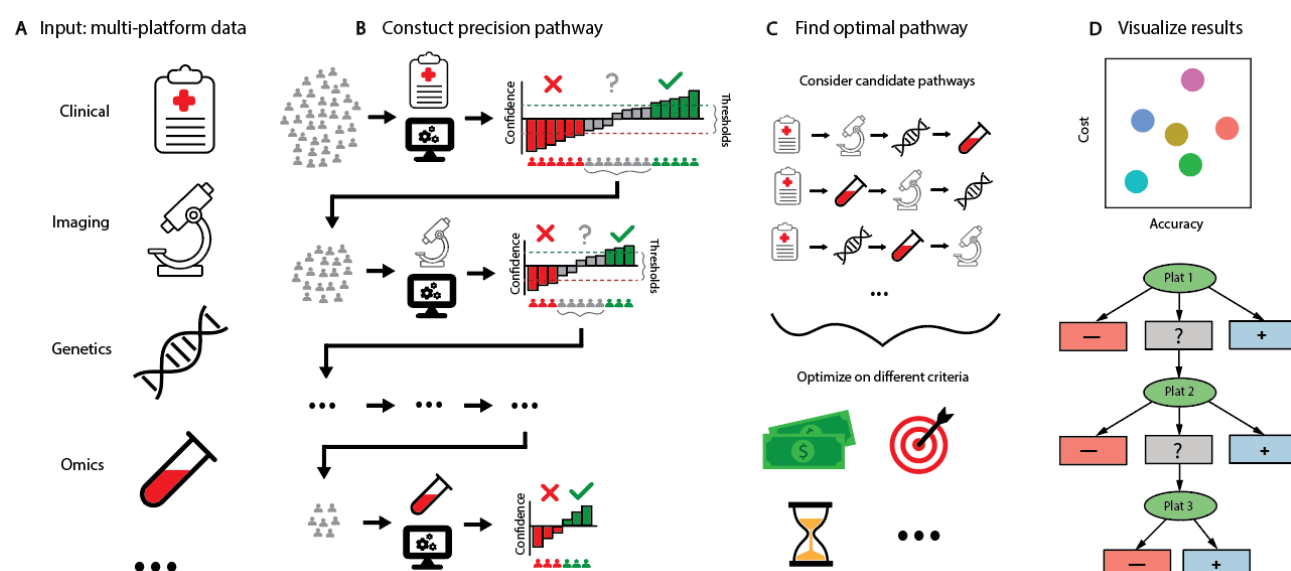 A Input: multi-platform data
Clinical
Imaging
Genetics
Omics
...
B Constuct precision pathway
Confidence
?
Thresholds
Confidence
?
Thresholds
... ... ...
Confidence
C Find optimal pathway
Consider candidate pathways
...
Optimize on different criteria
$
...
D Visualize results
Cost
Accuracy
Plat 1
— ? +
Plat 2
— ? +
Plat 3
— +